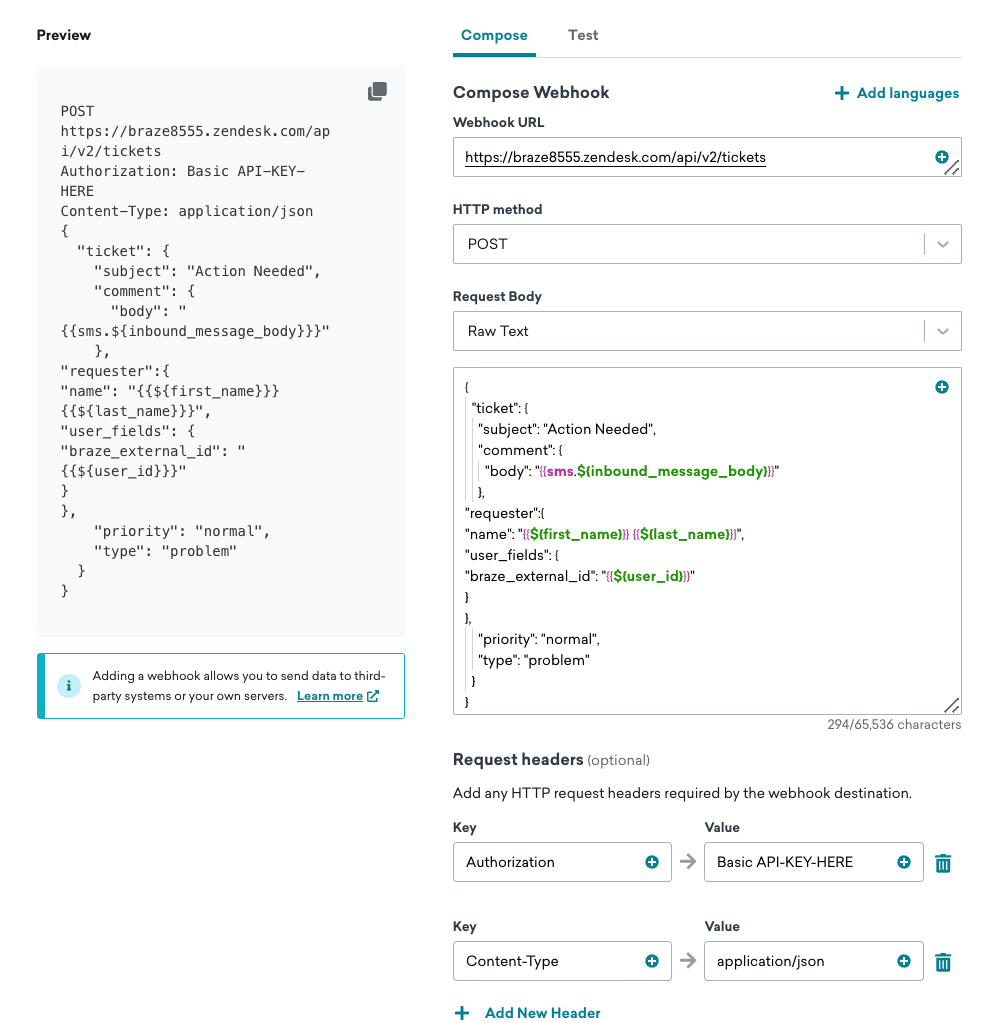 Preview
POST
https://braze8555.zendesk.com/ap
i/v2/tickets
Authorization: Basic API-KEY-
HERE
Content-Type: application/json
{
  "ticket": {
    "subject": "Action Needed",
    "comment": {
      "body": "
{{sms.${inbound_message_body}}}"
    },
"requester":{
"name": "{{${first_name}}}
{{${last_name}}}",
"user_fields": {
"braze_external_id": "
{{${user_id}}}"
}
},
    "priority": "normal",
    "type": "problem"
  }
}
Adding a webhook allows you to send data to third-
party systems or your own servers. Learn more
Compose Test
Compose Webhook
Add languages
Webhook URL
https://braze8555.zendesk.com/api/v2/tickets
HTTP method
POST
Request Body
Raw Text
{
  "ticket": {
    "subject": "Action Needed",
    "comment": {
      "body": "{{sms.${inbound_message_body}}}"
    },
"requester":{
"name": "{{${first_name}}} {{${last_name}}}",
"user_fields": {
"braze_external_id": "{{${user_id}}}"
}
},
    "priority": "normal",
    "type": "problem"
  }
}
294/65,536 characters
Request headers (optional)
Add any HTTP request headers required by the webhook destination.
Key Value
Authorization Basic API-KEY-HERE
Key Value
Content-Type application/json
Add New Header